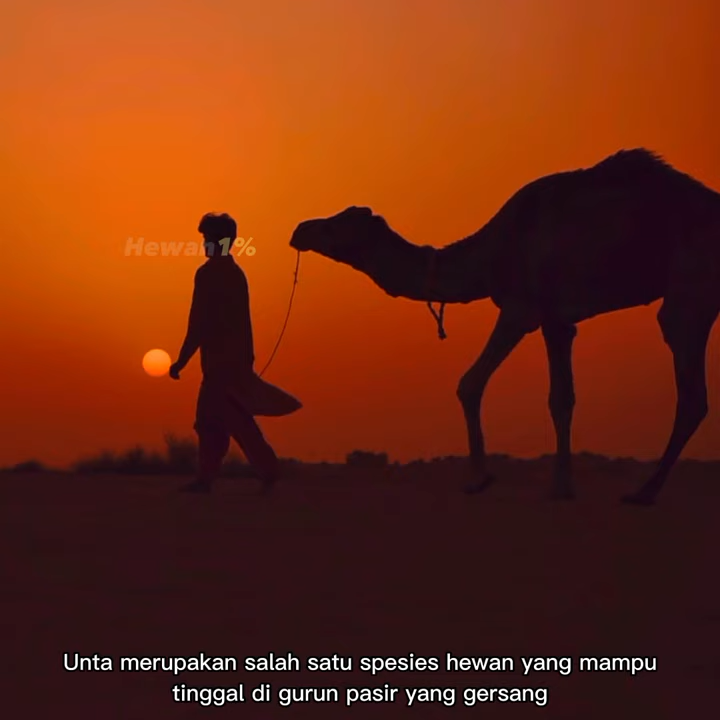 Hewan1%
Unta merupakan salah satu spesies hewan yang mampu
tinggal di gurun pasir yang gersang